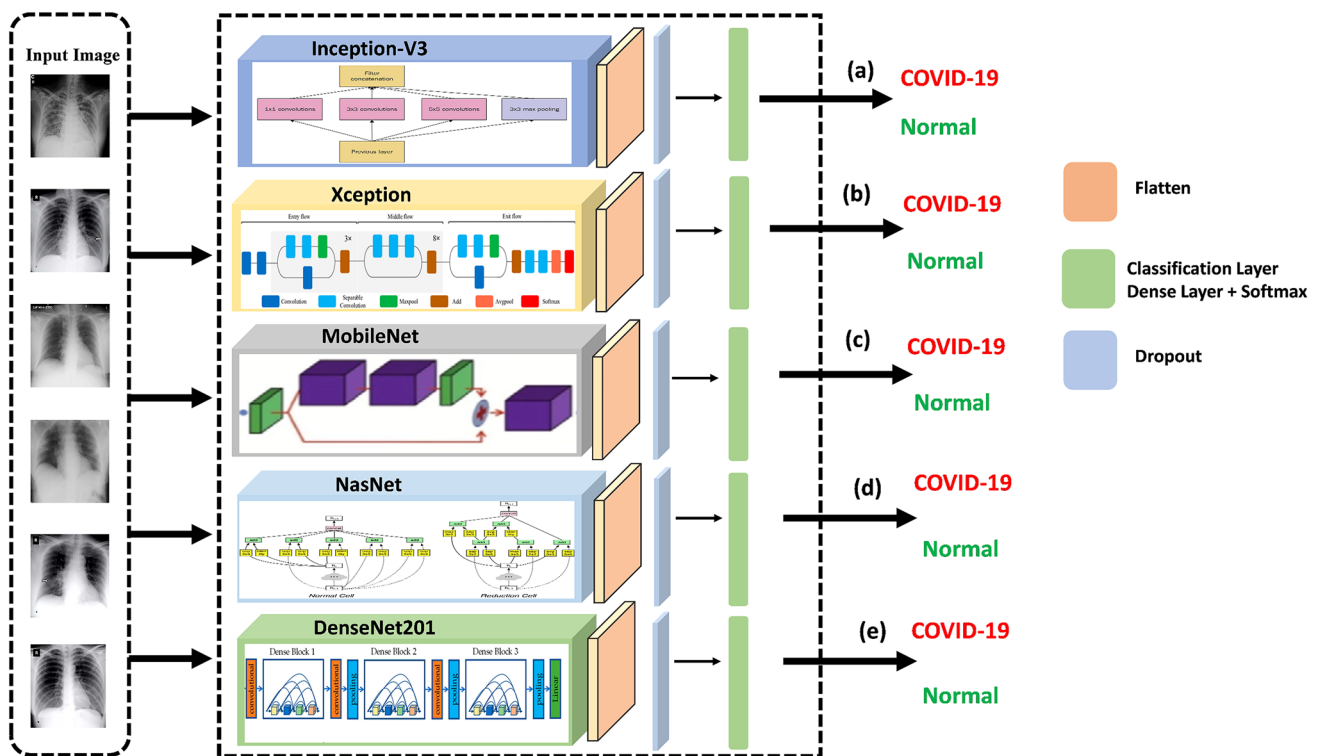 Input Image
Inception-V3
Filter
concatenation
1x1 convolutions
3x3 convolutions
5x5 convolutions
3x3 max pooling
Previous layer
(a)
COVID-19
Normal
Xception
Entry flow
Middle flow
Exit flow
3×
8×
Convolution
Separable
Convolution
Maxpool
Add
Avgpool
Softmax
(b)
COVID-19
Normal
MobileNet
(c)
COVID-19
Normal
NasNet
Normal Cell
Reduction Cell
(d)
COVID-19
Normal
DenseNet201
Dense Block 1
Dense Block 2
Dense Block 3
convolutional
convolutional
pooling
convolutional
pooling
pooling
Linear
(e)
COVID-19
Normal
Flatten
Classification Layer
Dense Layer + Softmax
Dropout